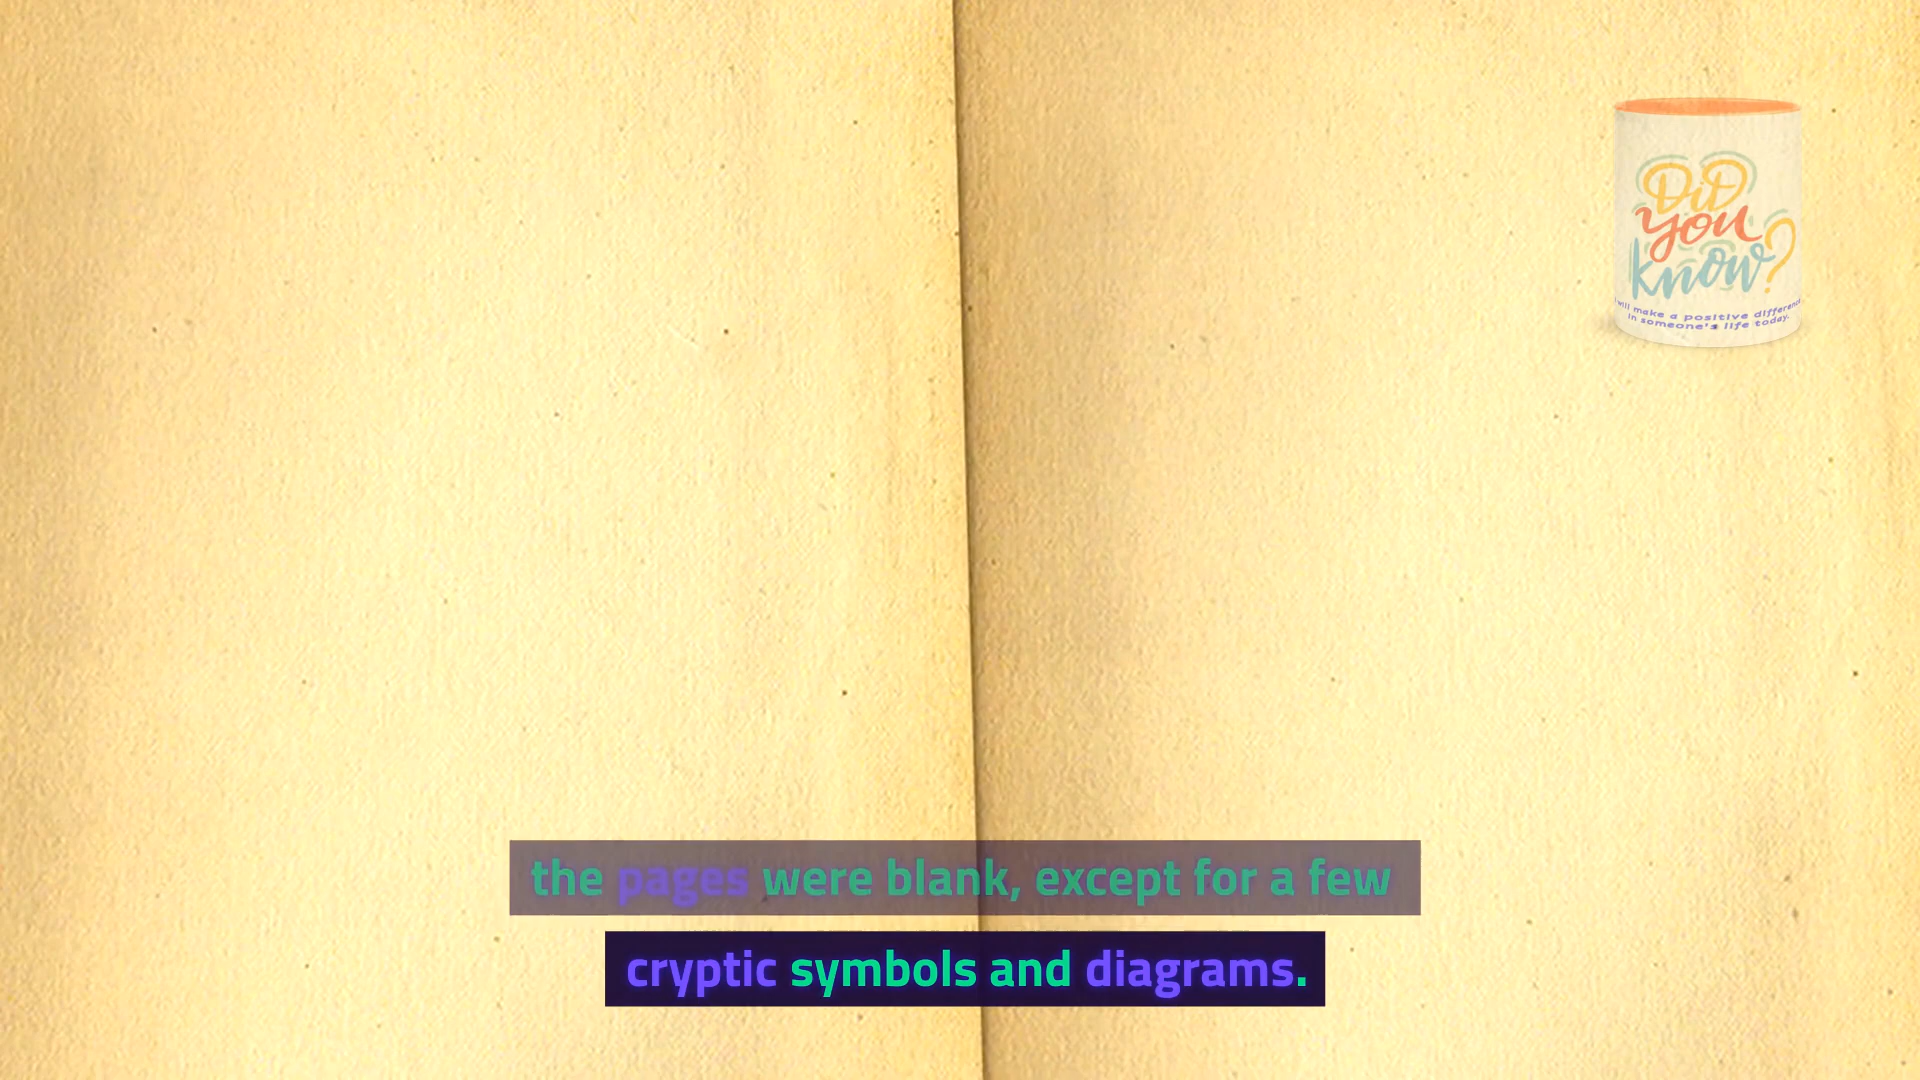 Did
you
know?
will make a positive difference
in someone's life today.
the pages were blank, except for a few
cryptic symbols and diagrams.